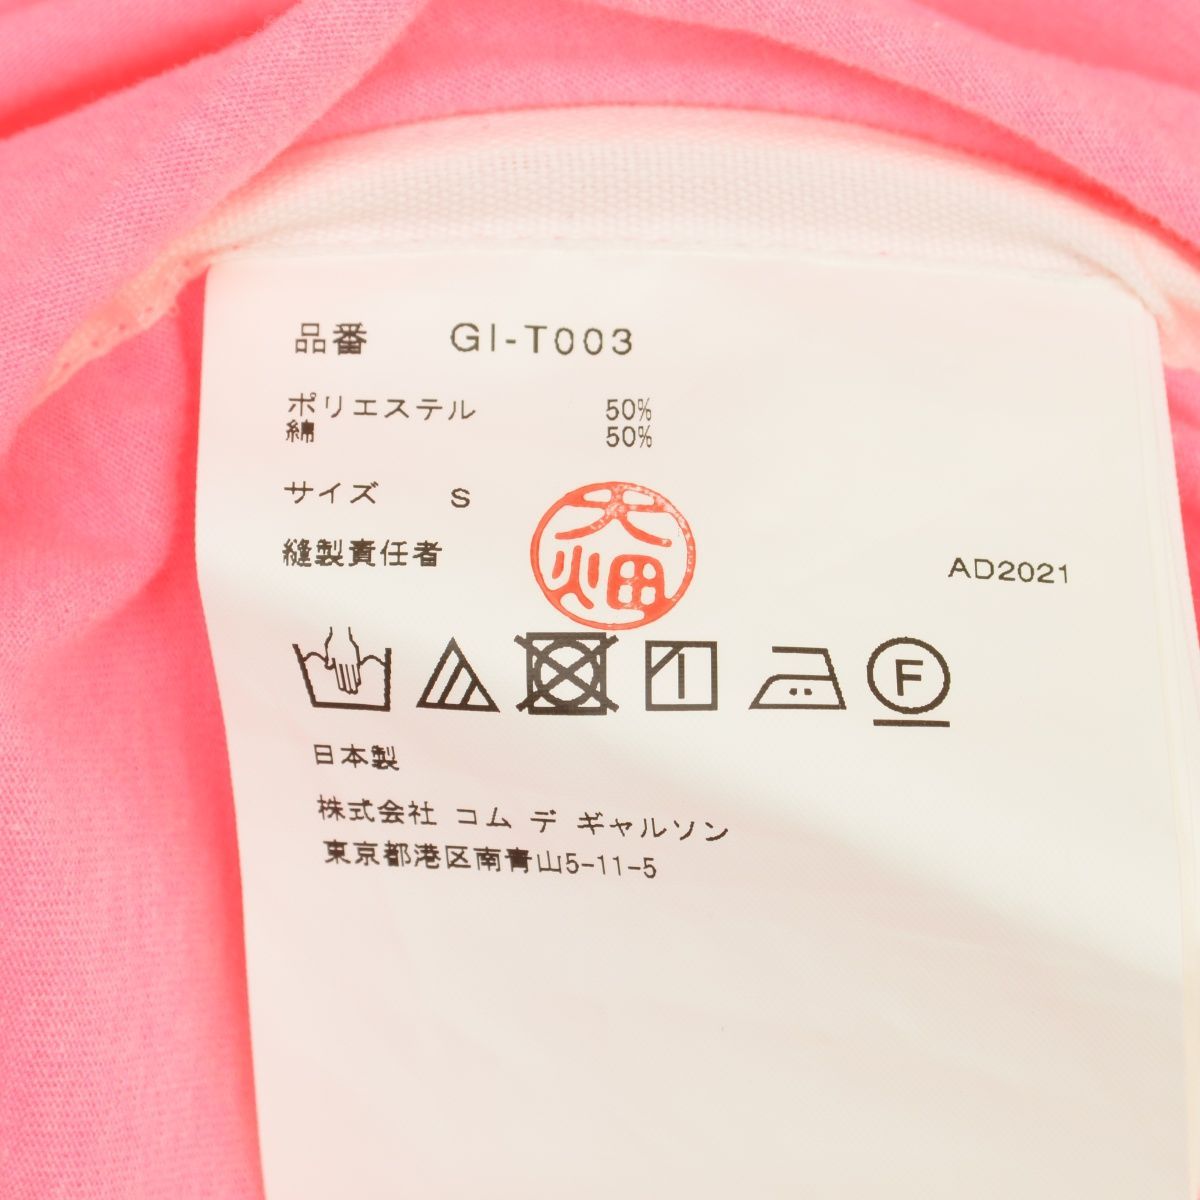 品番 GI-T003
ポリエステル 50%
綿 50%
サイズ S
縫製責任者 大畑
AD2021
F
日本製
株式会社 コム デ ギャルソン
東京都港区南青山5-11-5